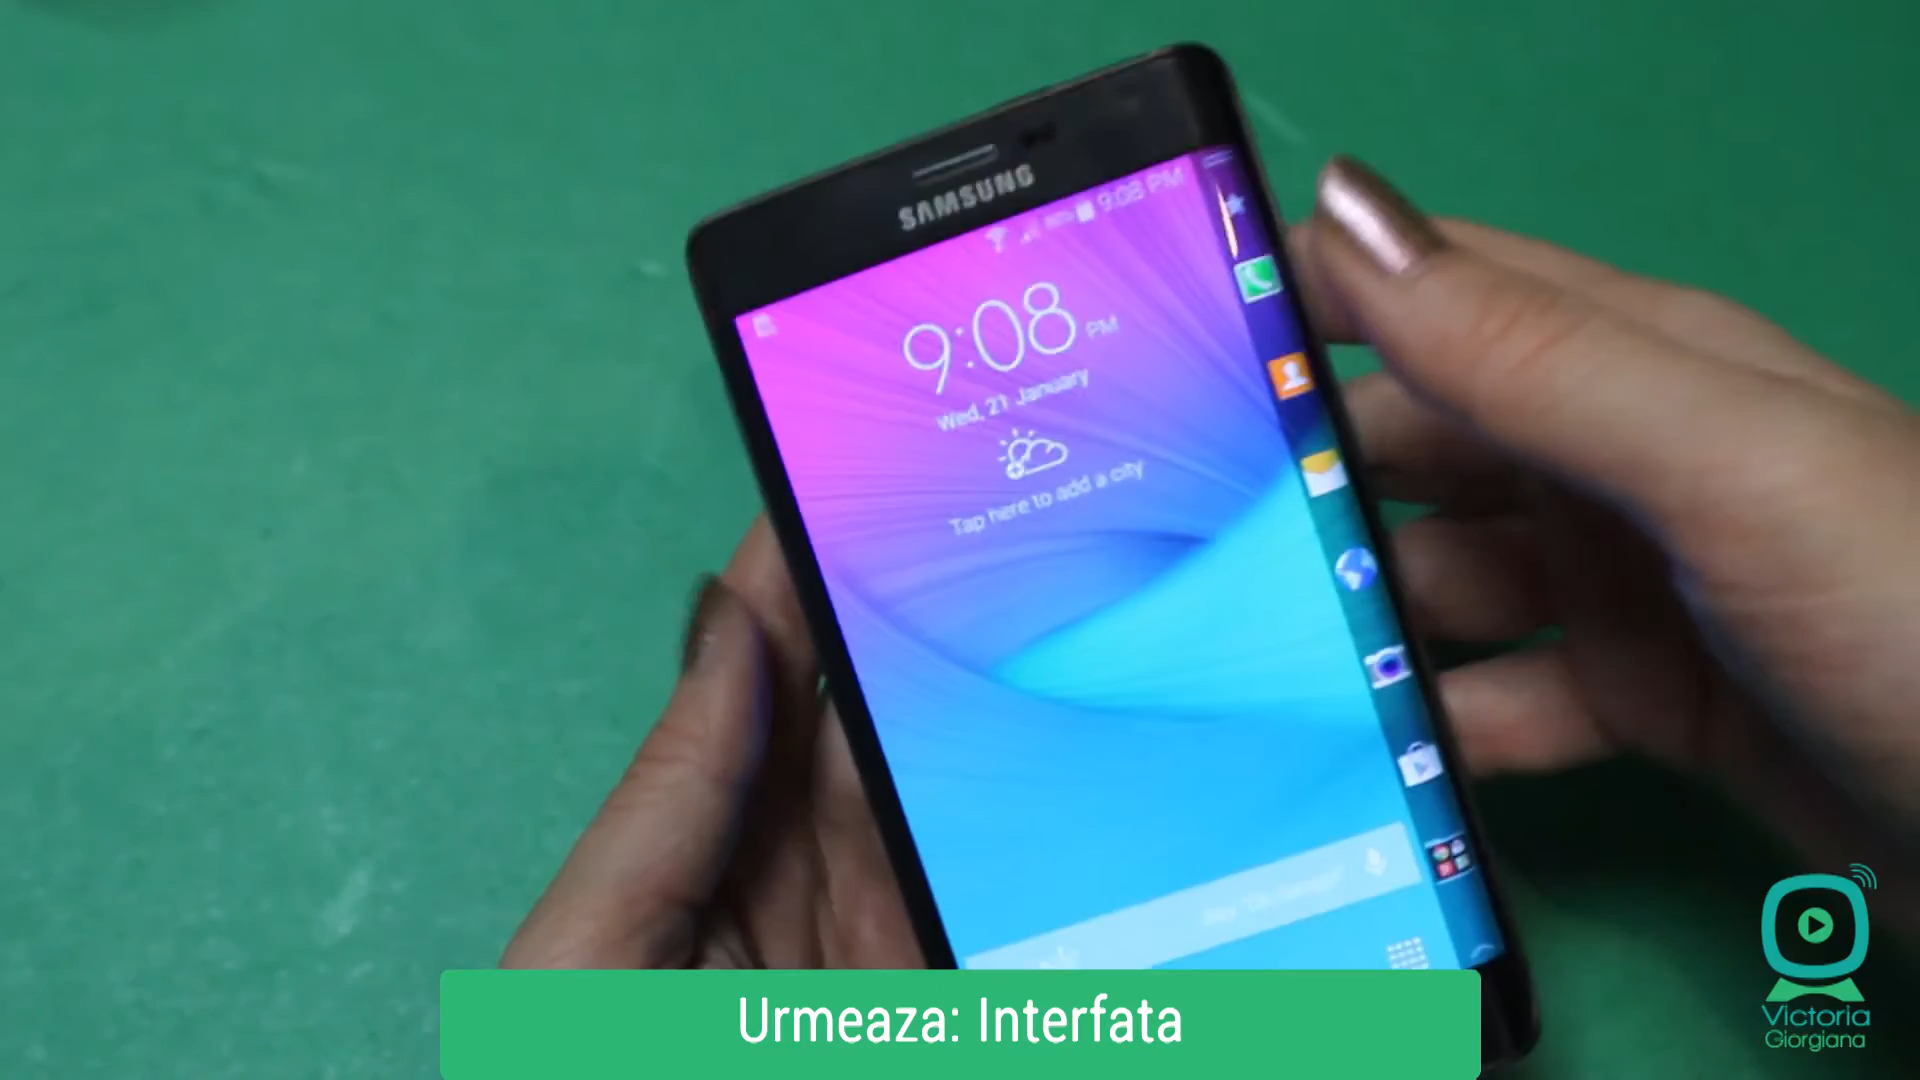 SAMSUNG
9:08 PM
9:08 PM
Wed, 21 January
Tap here to add a city
Urmeaza: Interfata
Victoria
Giorgiana